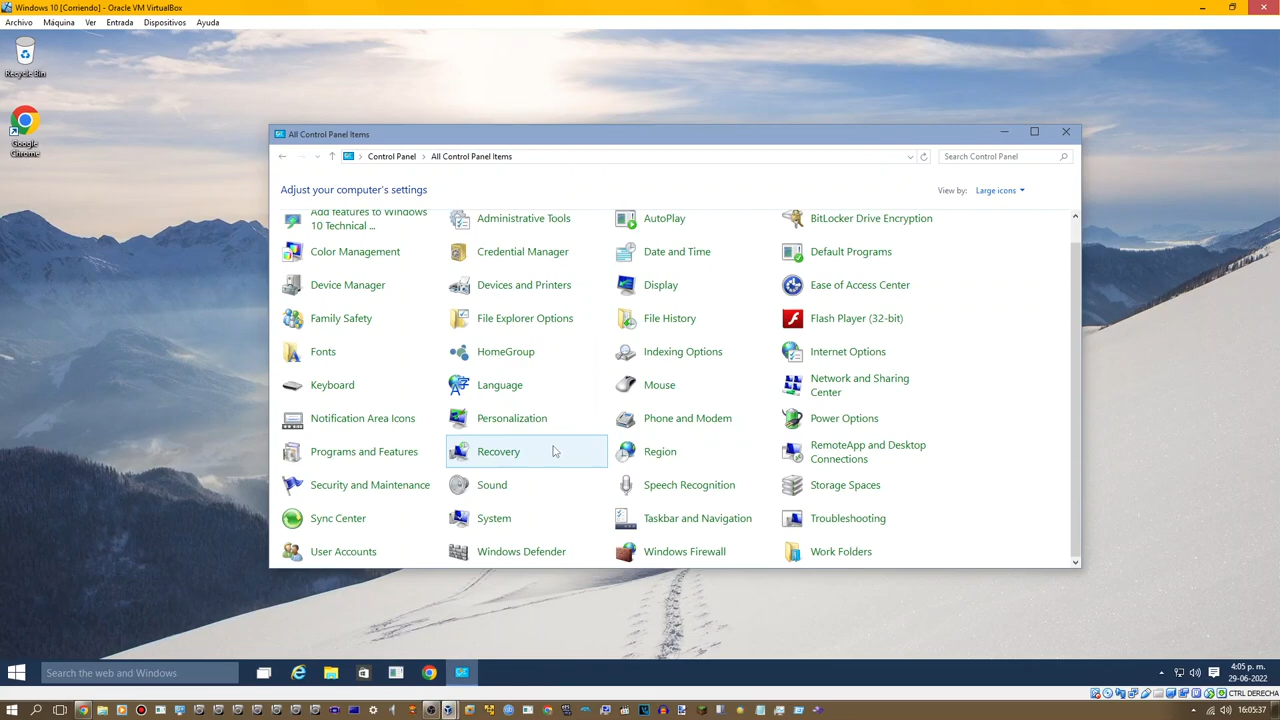 Windows 10 [Corriendo] - Oracle VM VirtualBox
Archivo Máquina Ver Entrada Dispositivos Ayuda
Recycle Bin
Google
Chrome
All Control Panel Items
Control Panel All Control Panel Items
Search Control Panel
Adjust your computer's settings
View by: Large icons
Add features to Windows
10 Technical ...
Administrative Tools
AutoPlay
BitLocker Drive Encryption
Color Management
Credential Manager
Date and Time
Default Programs
Device Manager
Devices and Printers
Display
Ease of Access Center
Family Safety
File Explorer Options
File History
Flash Player (32-bit)
Fonts
HomeGroup
Indexing Options
Internet Options
Keyboard
Language
Mouse
Network and Sharing
Center
Notification Area Icons
Personalization
Phone and Modem
Power Options
Programs and Features
Recovery
Region
RemoteApp and Desktop
Connections
Security and Maintenance
Sound
Speech Recognition
Storage Spaces
Sync Center
System
Taskbar and Navigation
Troubleshooting
User Accounts
Windows Defender
Windows Firewall
Work Folders
Search the web and Windows
4:05 p. m.
29-06-2022
CTRL DERECHA
16:05:37